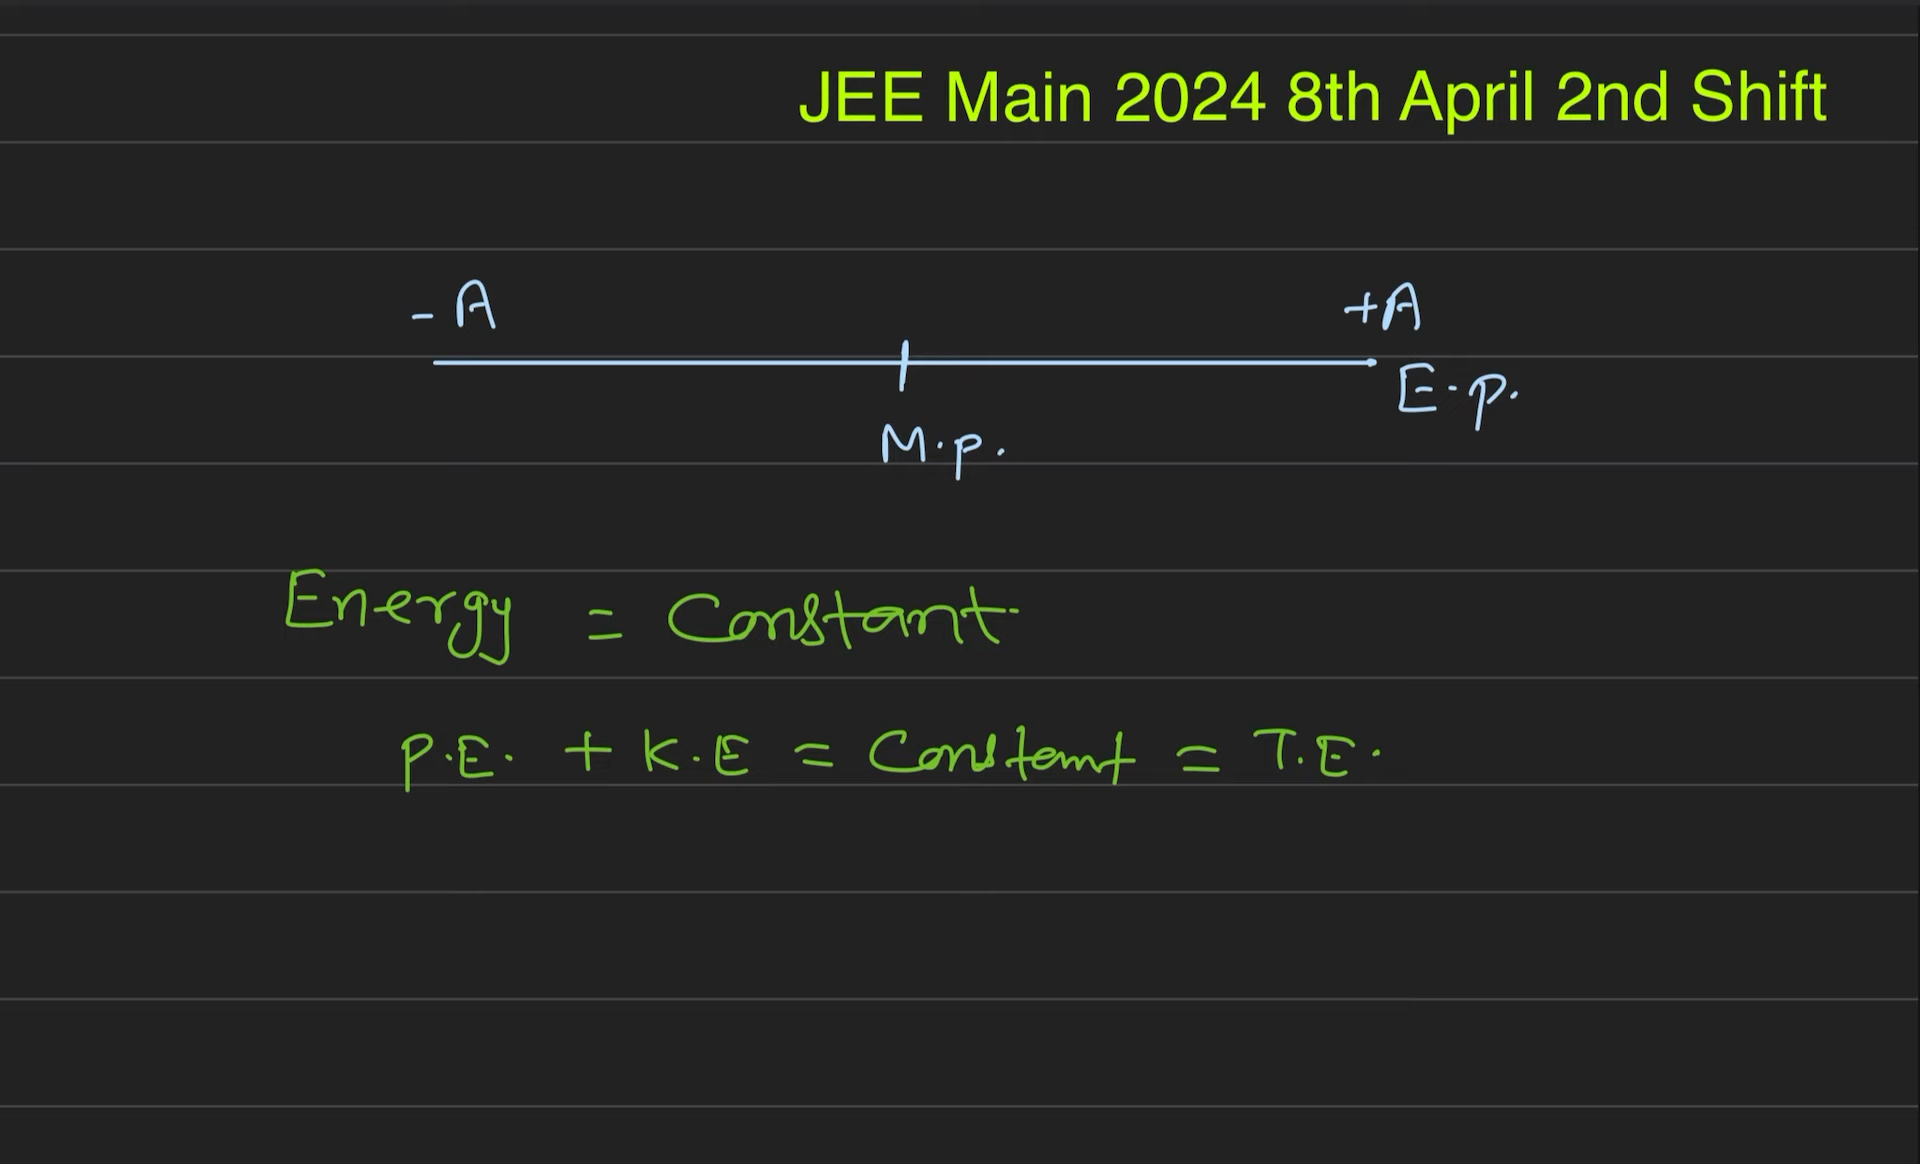 JEE Main 2024 8th April 2nd Shift
- A +A
E.p.
M.p.
Energy = Constant
P.E. + K.E = Constant = T.E.